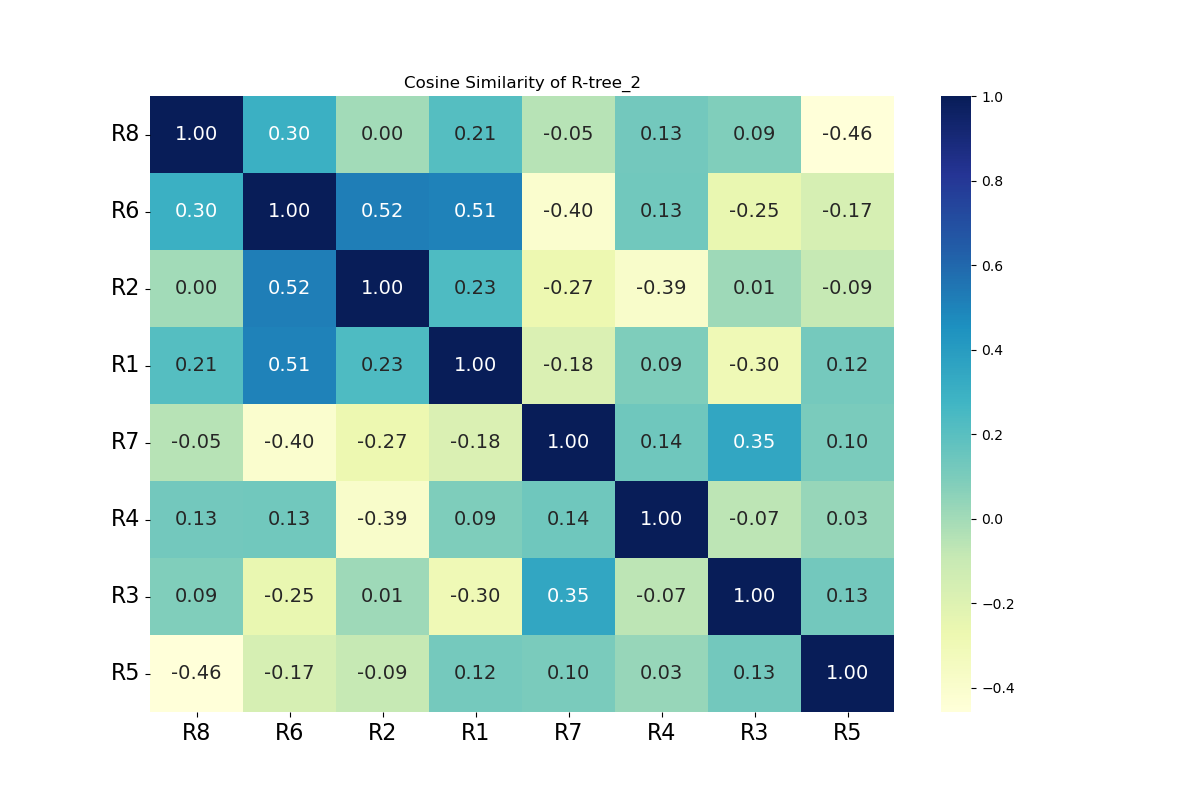 Cosine Similarity of R-tree_2
R8 1.00 0.30 0.00 0.21 -0.05 0.13 0.09 -0.46
R6 0.30 1.00 0.52 0.51 -0.40 0.13 -0.25 -0.17
R2 0.00 0.52 1.00 0.23 -0.27 -0.39 0.01 -0.09
R1 0.21 0.51 0.23 1.00 -0.18 0.09 -0.30 0.12
R7 -0.05 -0.40 -0.27 -0.18 1.00 0.14 0.35 0.10
R4 0.13 0.13 -0.39 0.09 0.14 1.00 -0.07 0.03
R3 0.09 -0.25 0.01 -0.30 0.35 -0.07 1.00 0.13
R5 -0.46 -0.17 -0.09 0.12 0.10 0.03 0.13 1.00
R8 R6 R2 R1 R7 R4 R3 R5
1.0
0.8
0.6
0.4
0.2
0.0
−0.2
−0.4